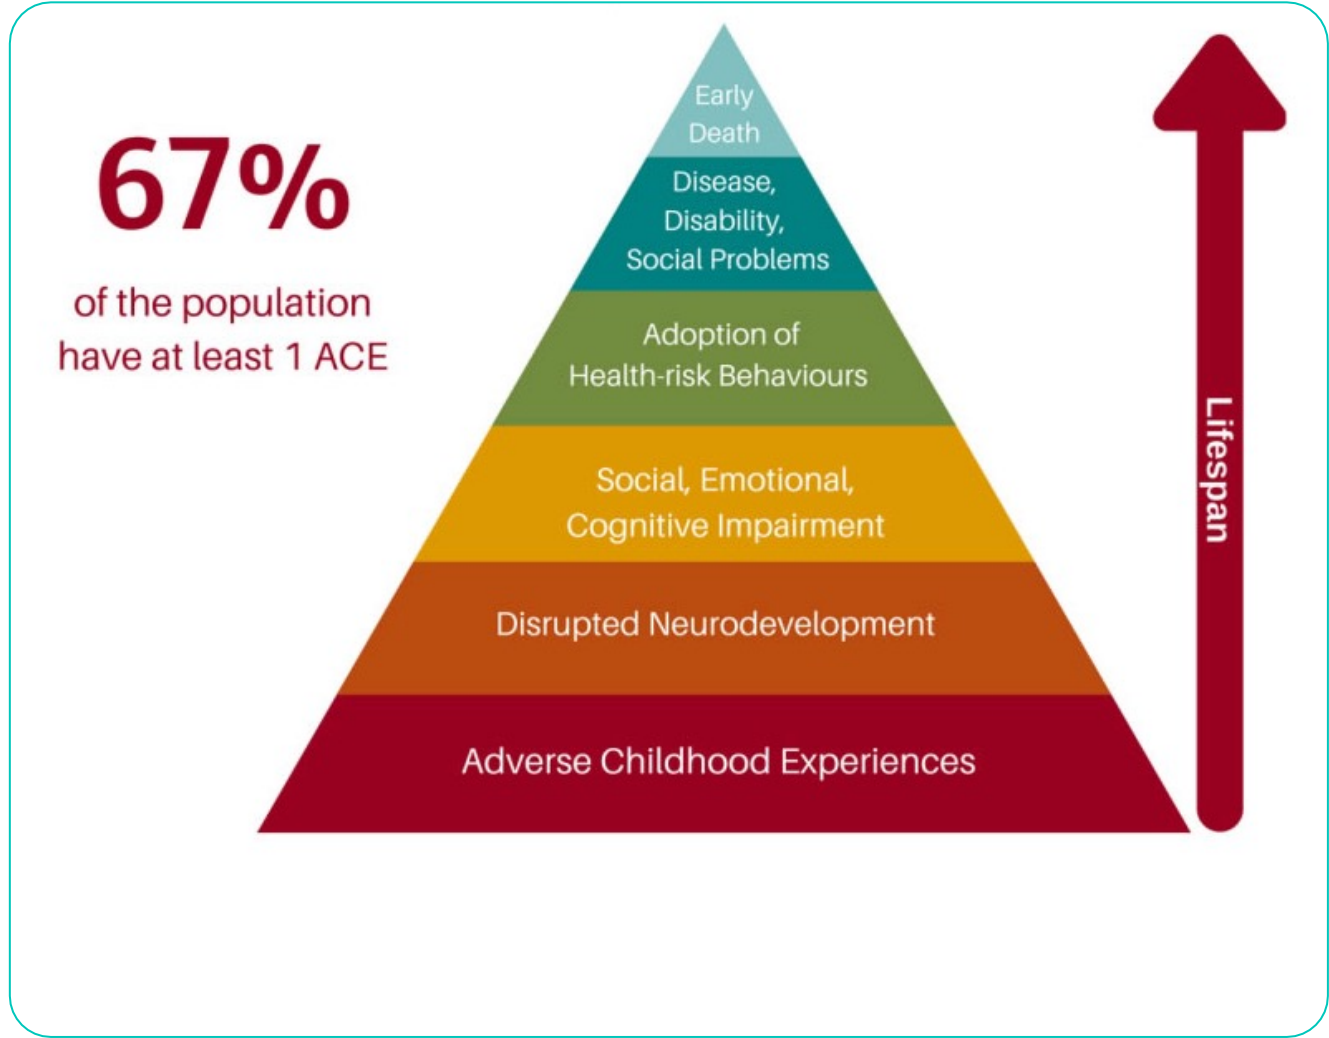 67%
of the population
have at least 1 ACE
Early
Death
Disease,
Disability,
Social Problems
Adoption of
Health-risk Behaviours
Social, Emotional,
Cognitive Impairment
Disrupted Neurodevelopment
Adverse Childhood Experiences
Lifespan